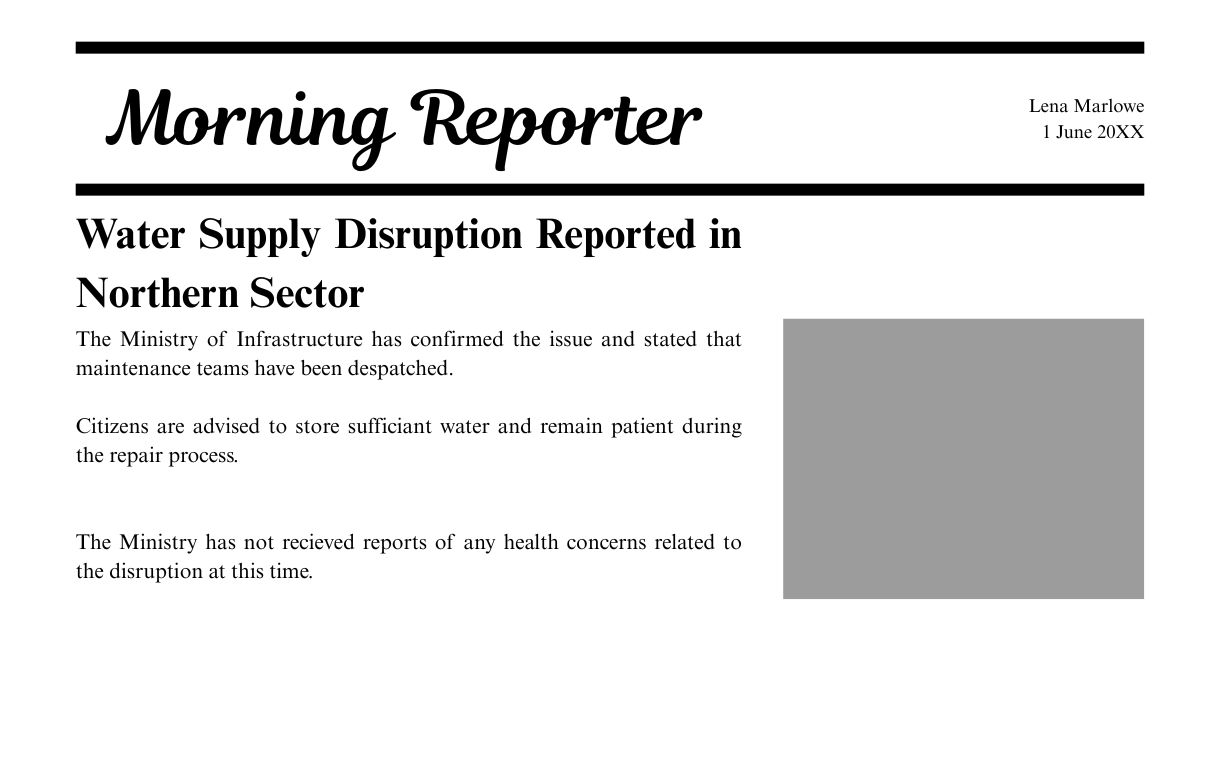 Morning Reporter
Lena Marlowe
1 June 20XX
Water Supply Disruption Reported in
Northern Sector
The Ministry of Infrastructure has confirmed the issue and stated that
maintenance teams have been despatched.
Citizens are advised to store sufficiant water and remain patient during
the repair process.
The Ministry has not recieved reports of any health concerns related to
the disruption at this time.